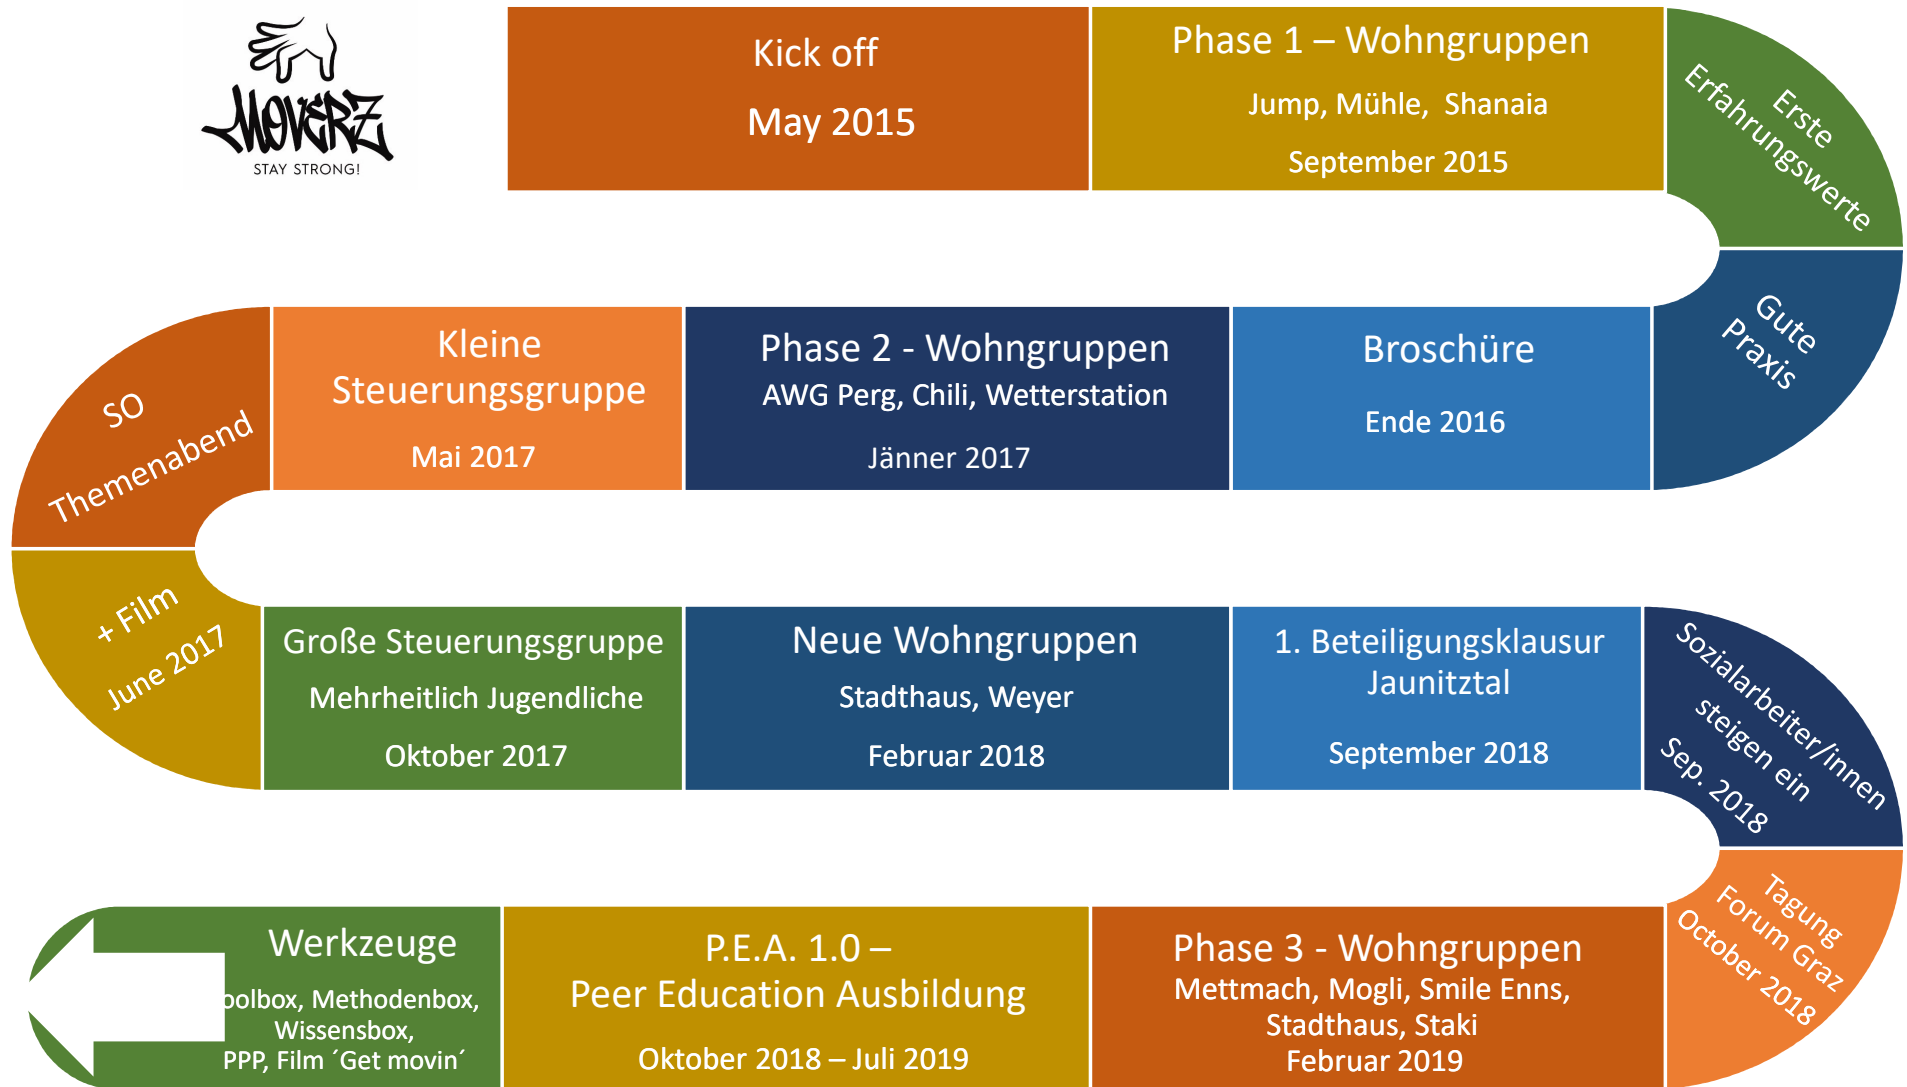 MOVERZ
STAY STRONG!
Kick off
May 2015
Phase 1 – Wohngruppen
Jump, Mühle, Shanaia
September 2015
Erste
Erfahrungswerte
Gute
Praxis
Broschüre
Ende 2016
Phase 2 - Wohngruppen
AWG Perg, Chili, Wetterstation
Jänner 2017
Kleine
Steuerungsgruppe
Mai 2017
SO
Themenabend
+ Film
June 2017
Große Steuerungsgruppe
Mehrheitlich Jugendliche
Oktober 2017
Neue Wohngruppen
Stadthaus, Weyer
Februar 2018
1. Beteiligungsklausur
Jaunitztal
September 2018
Sozialarbeiter/innen
steigen ein
Sep. 2018
Tagung
Forum Graz
October 2018
Phase 3 - Wohngruppen
Mettmach, Mogli, Smile Enns,
Stadthaus, Staki
Februar 2019
P.E.A. 1.0 –
Peer Education Ausbildung
Oktober 2018 – Juli 2019
Werkzeuge
oolbox, Methodenbox,
Wissensbox,
PPP, Film ´Get movin´